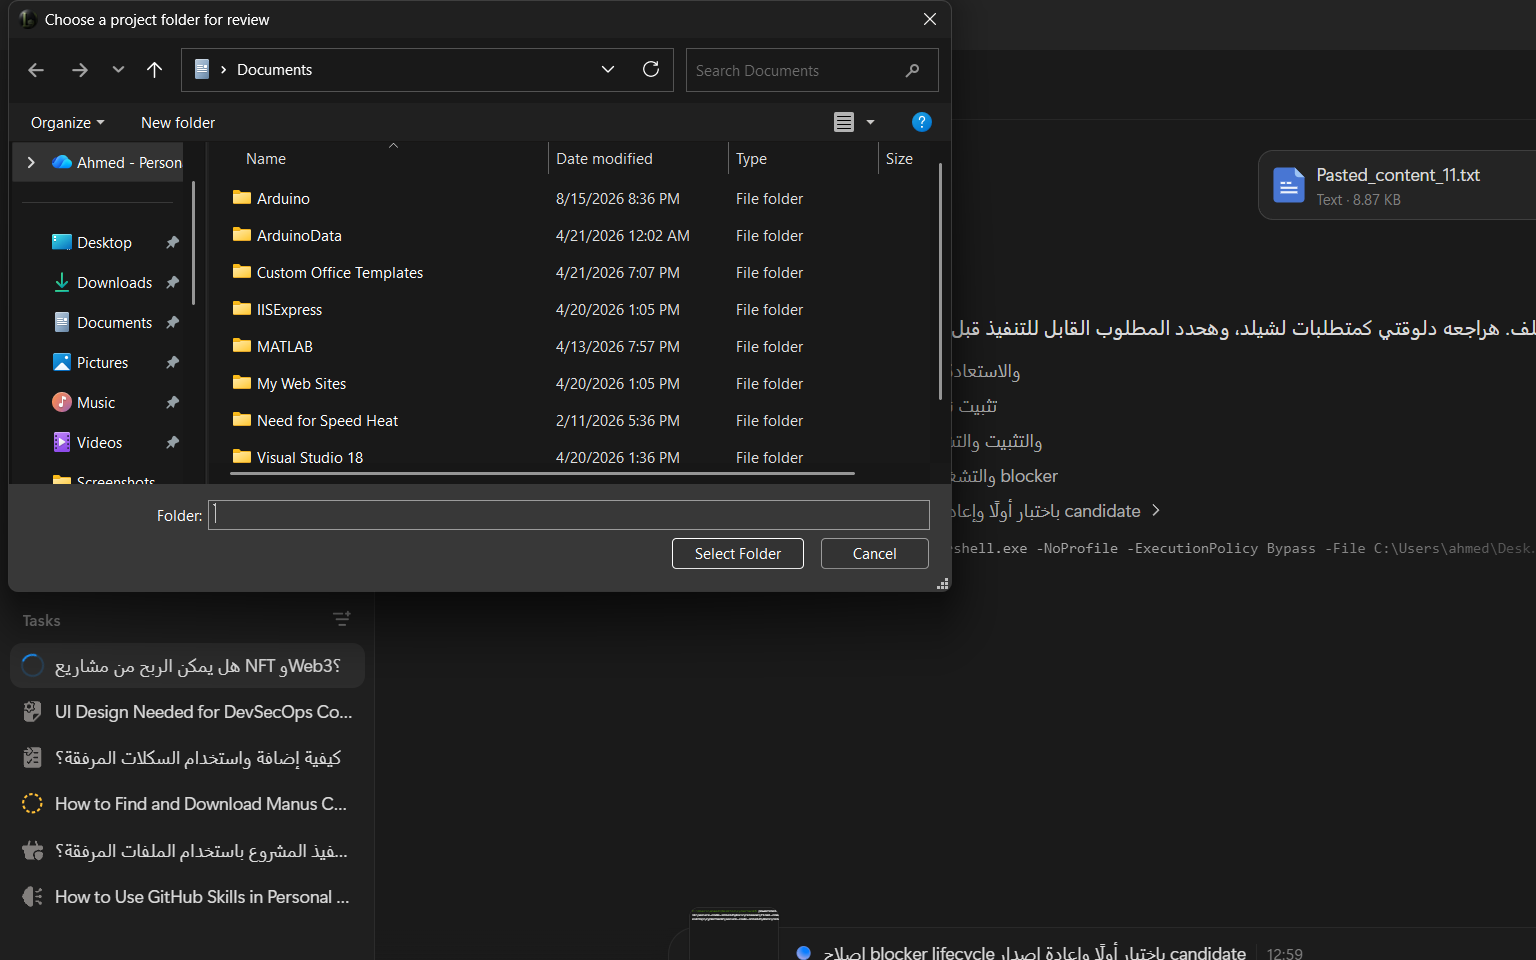 Choose a project folder for review
Documents
Search Documents
Organize
New folder
Ahmed - Person
Desktop
Downloads
Documents
Pictures
Music
Videos
Screenshots
Name Date modified Type Size
Arduino 8/15/2026 8:36 PM File folder
ArduinoData 4/21/2026 12:02 AM File folder
Custom Office Templates 4/21/2026 7:07 PM File folder
IISExpress 4/20/2026 1:05 PM File folder
MATLAB 4/13/2026 7:57 PM File folder
My Web Sites 4/20/2026 1:05 PM File folder
Need for Speed Heat 2/11/2026 5:36 PM File folder
Visual Studio 18 4/20/2026 1:36 PM File folder
Folder:
Select Folder
Cancel
Pasted_content_11.txt
Text · 8.87 KB
لف. هراجعه دلوقتي كمتطلبات لشيلد، وهحدد المطلوب القابل للتنفيذ قبل
والاستعاد
تثبيت
والتثبيت والت
blocker والتشغ
candidate باختبار أولًا وإعاد
shell.exe -NoProfile -ExecutionPolicy Bypass -File C:\Users\ahmed\Desk...
Tasks
هل يمكن الربح من مشاريع NFT وWeb3؟
UI Design Needed for DevSecOps Co...
كيفية إضافة واستخدام السكلات المرفقة؟
How to Find and Download Manus C...
...فيذ المشروع باستخدام الملفات المرفقة؟
How to Use GitHub Skills in Personal ...
اصلاح blocker lifecycle باختبار أولًا وإعادة إصدار candidate
12:59